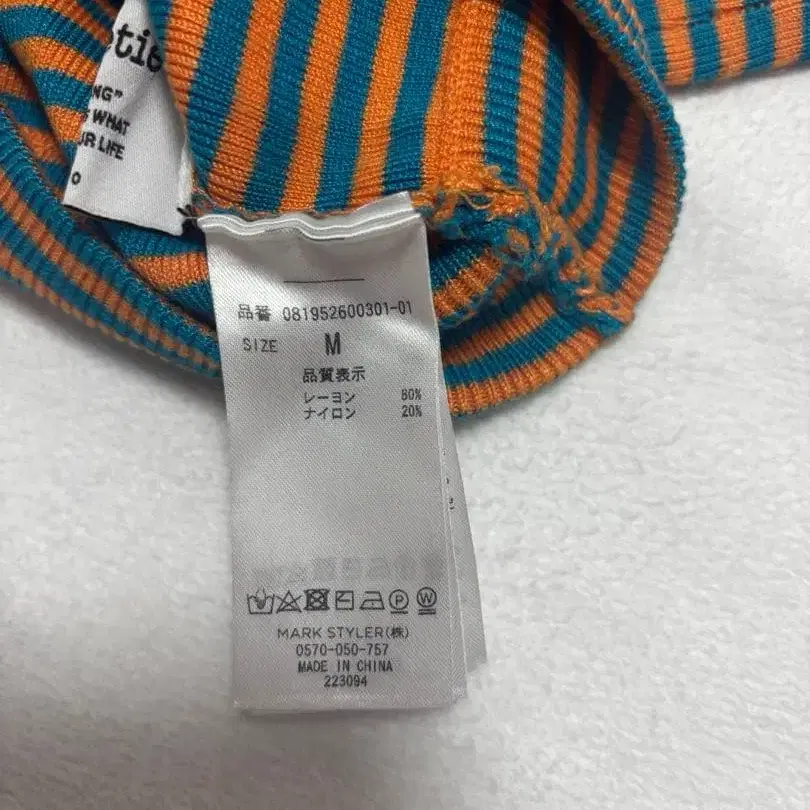 NG"
WHAT
UR LIFE
品番 081952600301-01
SIZE M
品質表示
レーヨン 80%
ナイロン 20%
MARK STYLER(株)
0570-050-757
MADE IN CHINA
223094